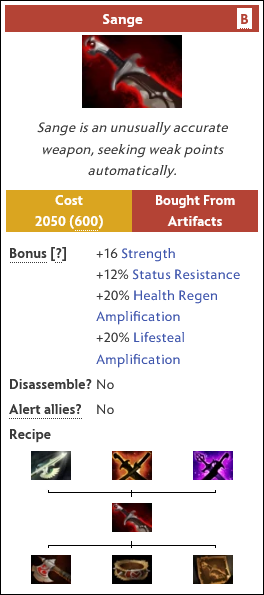 Sange B
Sange is an unusually accurate
weapon, seeking weak points
automatically.
Cost Bought From
2050 (600) Artifacts
Bonus [?] +16 Strength
+12% Status Resistance
+20% Health Regen
Amplification
+20% Lifesteal
Amplification
Disassemble? No
Alert allies? No
Recipe